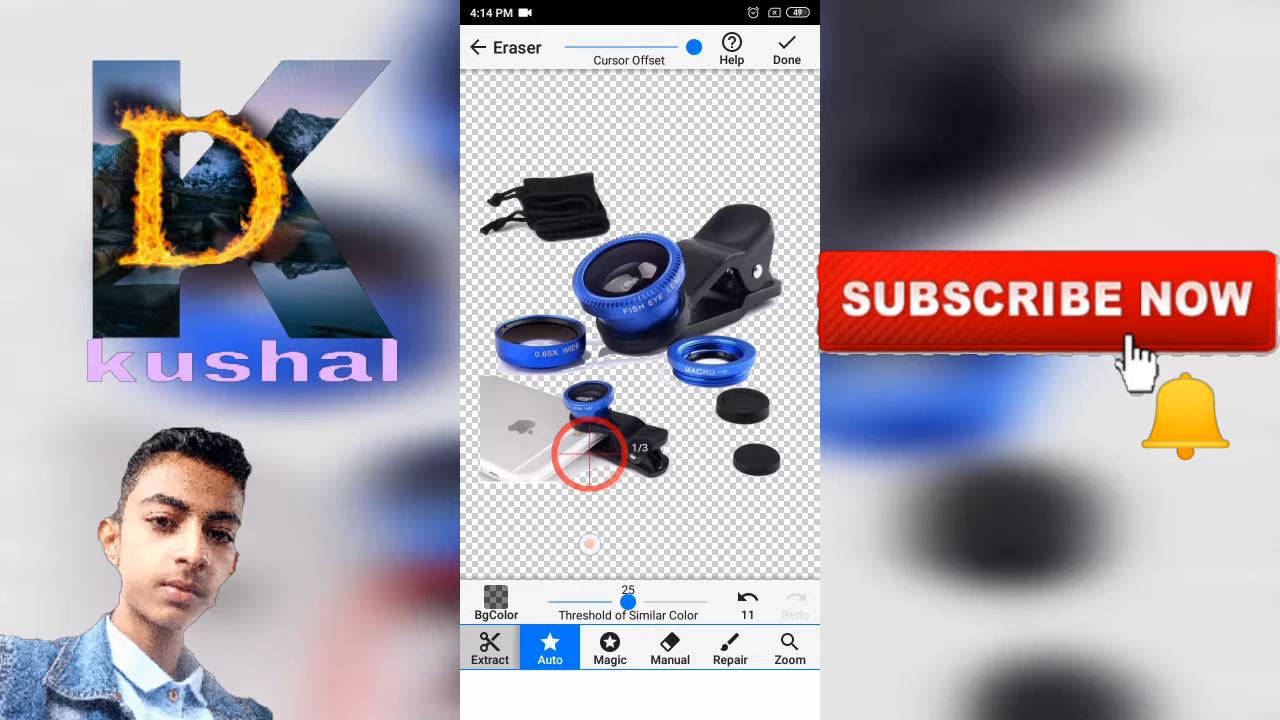 4:14 PM
49
Eraser
Cursor Offset
Help
Done
D
K
kushal
FISH EYE LENS
0.65X WIDE
MACRO →
1/3
SUBSCRIBE NOW
25
BgColor
Threshold of Similar Color
11
Redo
Extract
Auto
Magic
Manual
Repair
Zoom